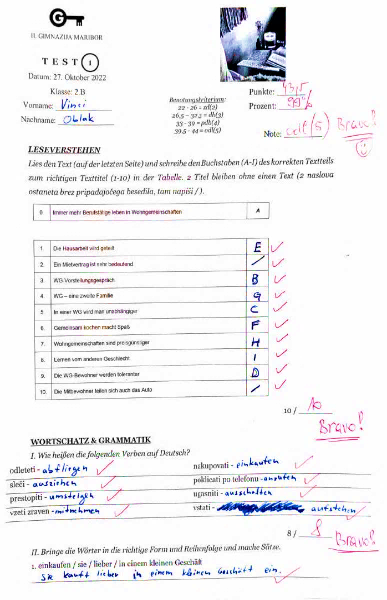 II. GIMNAZIJA MARIBOR
TEST 1
Datum: 27. Oktober 2022
Klasse: 2.B
Vorname: Vinci
Nachname: Oblak
Benotungskriterium:
22 - 26 = zd(2)
26,5 - 32,5 = db(3)
33 - 39 = pdb(4)
39,5 - 44 = odl(5)
Punkte: 43,5
Prozent: 99%
Note: odl (5) Bravo!
LESEVERSTEHEN
Lies den Text (auf der letzten Seite) und schreibe den Buchstaben (A-I) des korrekten Textteils
zum richtigen Texttitel (1-10) in der Tabelle. 2 Titel bleiben ohne einen Text (2 naslova
ostaneta brez pripadajočega besedila, tam napiši / ).
0 Immer mehr Berufstätige leben in Wohngemeinschaften A
1. Die Hausarbeit wird geteilt E
2. Ein Mietvertrag ist sehr bedeutend /
3. WG Vorstellungsgespräch B
4. WG – eine zweite Familie G
5. In einer WG wird man unabhängiger C
6. Gemeinsam kochen macht Spaß F
7. Wohngemeinschaften sind preisgünstiger H
8. Lernen vom anderen Geschlecht I
9. Die WG-Bewohner werden toleranter D
10. Die Mitbewohner teilen sich auch das Auto /
10 / 10
Bravo!
WORTSCHATZ & GRAMMATIK
I. Wie heißen die folgenden Verben auf Deutsch?
odleteti - abfliegen nakupovati - einkaufen
sleči - ausziehen poklicati po telefonu - anrufen
prestopiti - umsteigen ugasniti - ausschalten
vzeti zraven - mitnehmen vstati - aufstehen
8 / 8
Bravo!
II. Bringe die Wörter in die richtige Form und Reihenfolge und mache Sätze.
1. einkaufen / sie / lieber / in einem kleinen Geschäft
Sie kauft lieber in einem kleinen Geschäft ein.